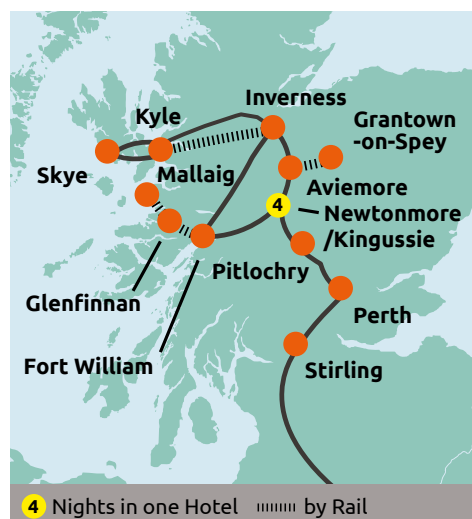 Inverness
Kyle
Grantown
-on-Spey
Skye
Mallaig
Aviemore
4
Newtonmore
/Kingussie
Pitlochry
Glenfinnan
Perth
Fort William
Stirling
4 Nights in one Hotel by Rail